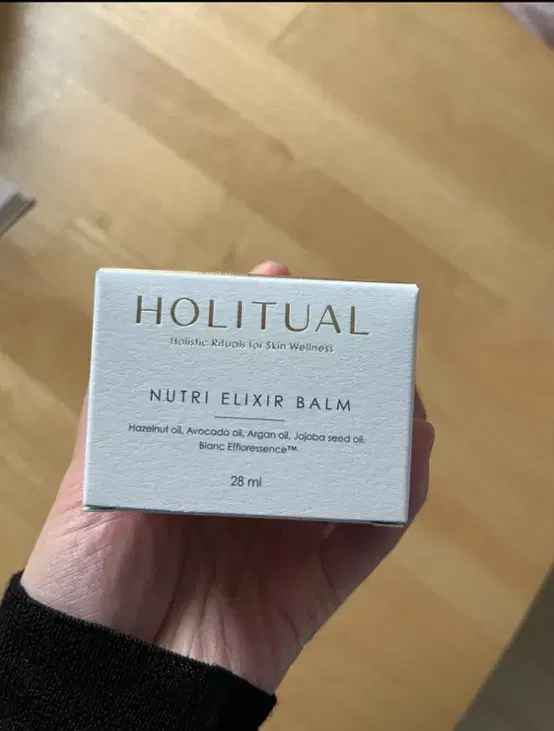 HOLITUAL
Holistic Rituals for Skin Wellness
NUTRI ELIXIR BALM
Hazelnut oil, Avocado oil, Argan oil, Jojoba seed oil,
Blanc Effloressence™
28 ml